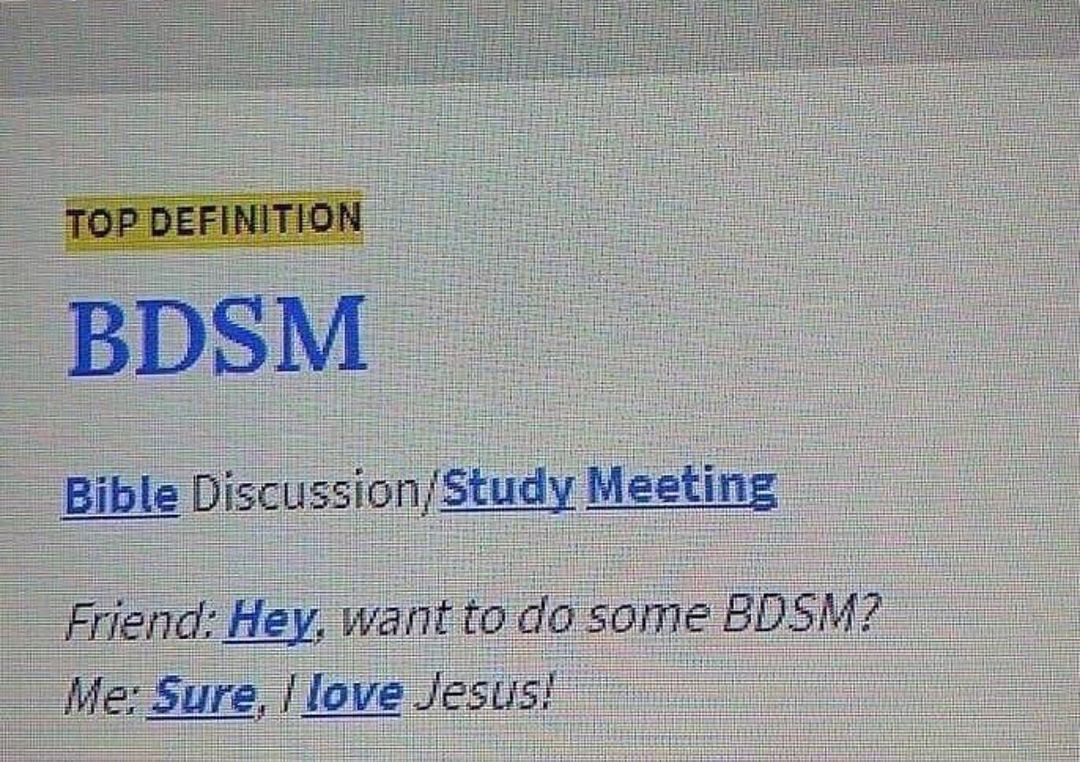 TOP DEFINITION
BDSM
Bible Discussion/Study Meeting
Friend: Hey, want to do some BDSM?
Me: Sure, I love Jesus!